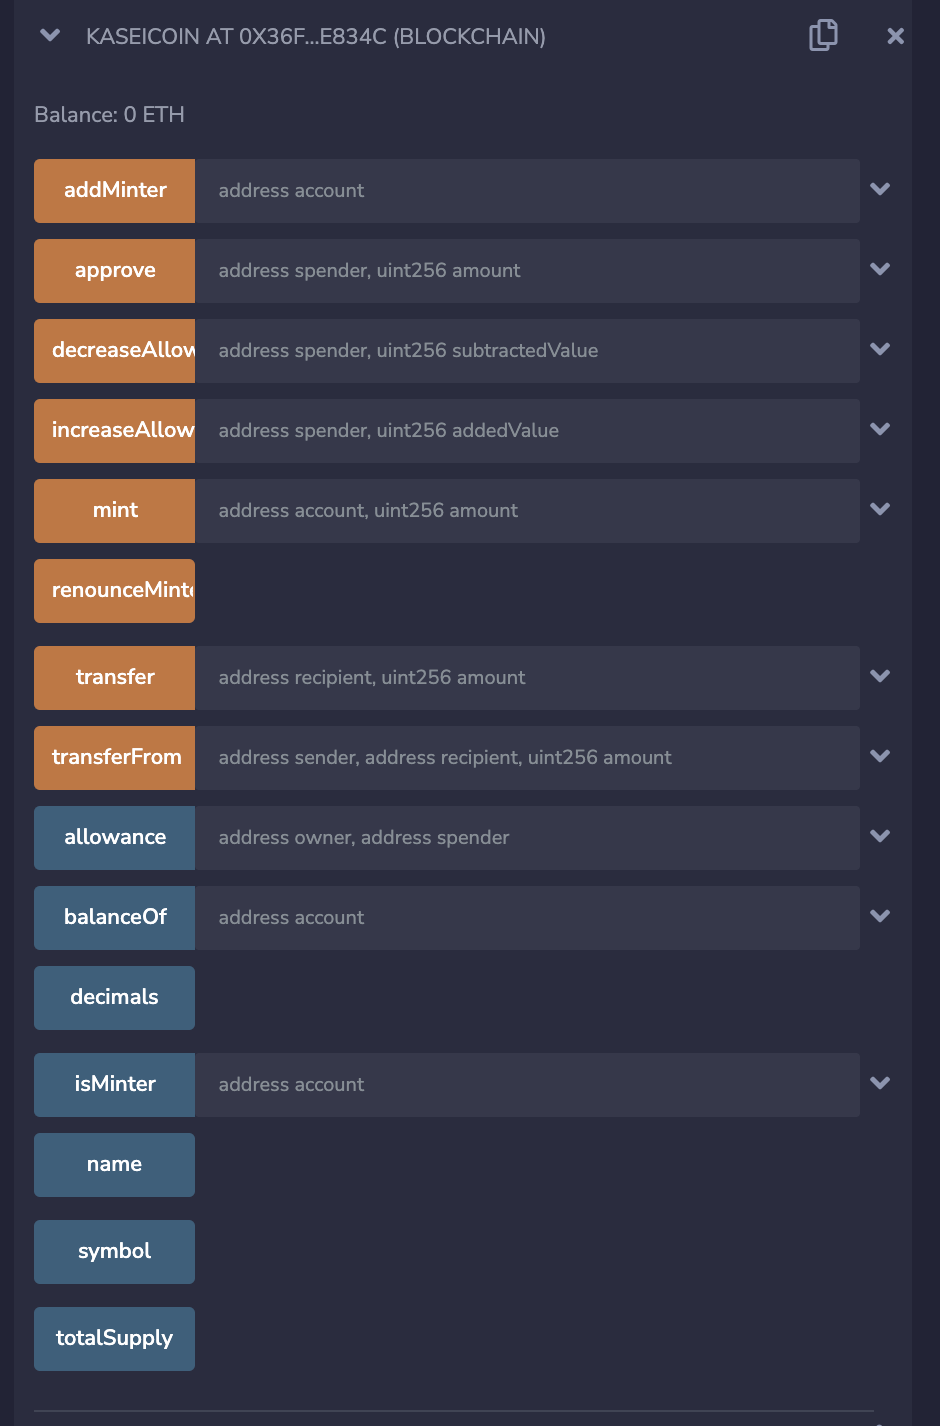 KASEICOIN AT 0X36F...E834C (BLOCKCHAIN)
Balance: 0 ETH
addMinter address account
approve address spender, uint256 amount
decreaseAllow address spender, uint256 subtractedValue
increaseAllow address spender, uint256 addedValue
mint address account, uint256 amount
renounceMinte
transfer address recipient, uint256 amount
transferFrom address sender, address recipient, uint256 amount
allowance address owner, address spender
balanceOf address account
decimals
isMinter address account
name
symbol
totalSupply